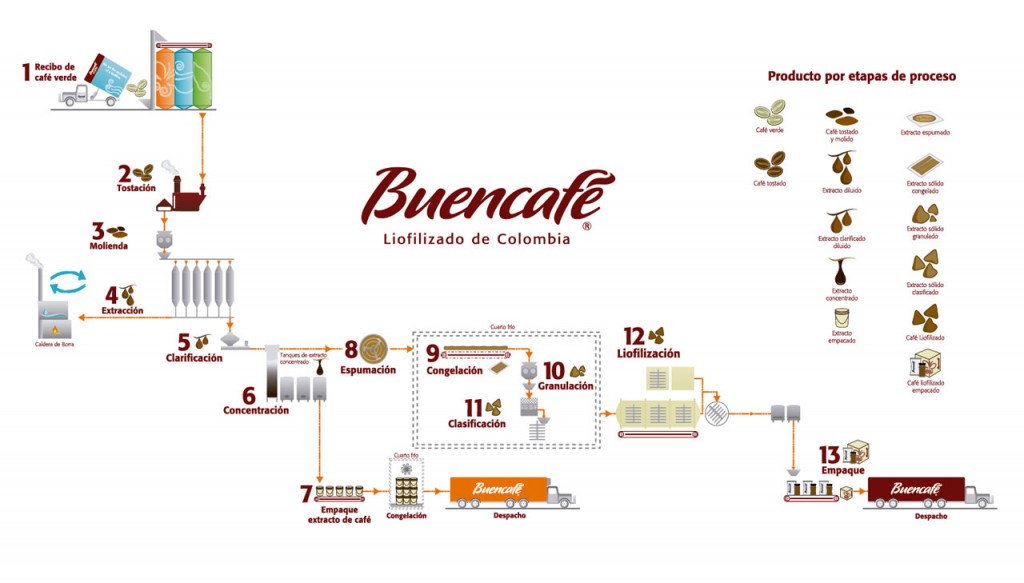 1 Recibo de
café verde
2
Tostación
3
Molienda
4
Extracción
Caldera de Borra
5
Clarificación
6
Concentración
Tanques de extracto
concentrado
7
Empaque
extracto de café
Cuarto frío
Congelación
Buencafé
Despacho
8
Espumación
Cuarto frío
9
Congelación
10
Granulación
11
Clasificación
12
Liofilización
13
Empaque
Buencafé
Despacho
Buencafé®
Liofilizado de Colombia
Producto por etapas de proceso
Café verde
Café tostado
y molido
Extracto espumado
Café tostado
Extracto diluido
Extracto sólido
congelado
Extracto clarificado
diluido
Extracto sólido
granulado
Extracto
concentrado
Extracto sólido
clasificado
Extracto
empacado
Café Liofilizado
Café liofilizado
empacado